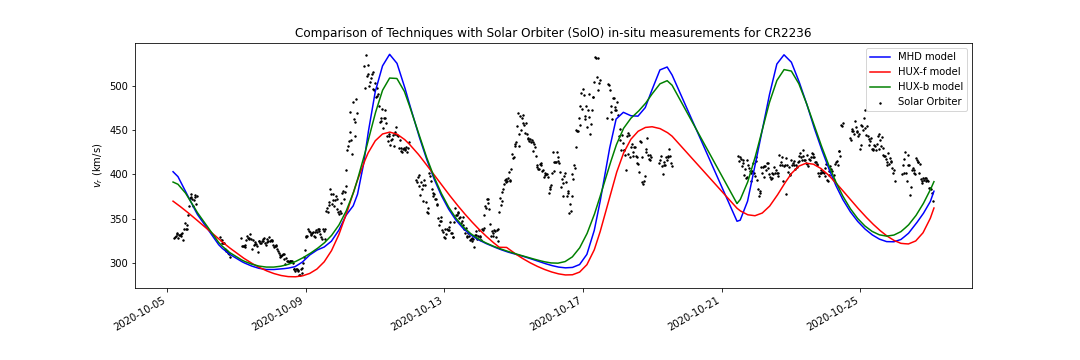 Comparison of Techniques with Solar Orbiter (SolO) in-situ measurements for CR2236
MHD model
HUX-f model
HUX-b model
Solar Orbiter
500
450
400
350
300
v_r (km/s)
2020-10-05
2020-10-09
2020-10-13
2020-10-17
2020-10-21
2020-10-25